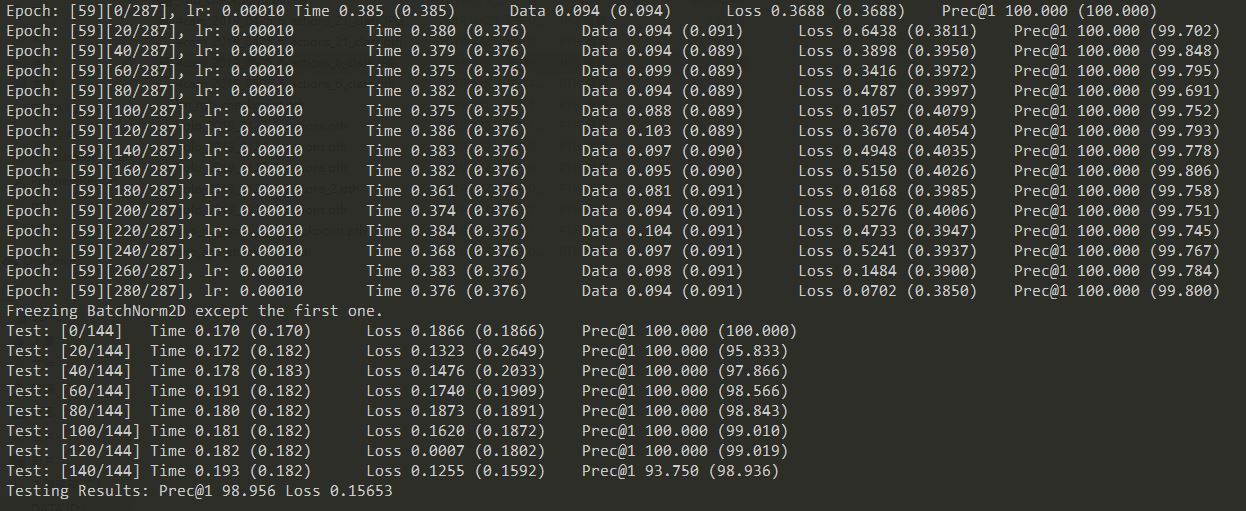 Epoch: [59][0/287], lr: 0.00010 Time 0.385 (0.385) Data 0.094 (0.094) Loss 0.3688 (0.3688) Prec@1 100.000 (100.000)
Epoch: [59][20/287], lr: 0.00010 Time 0.380 (0.376) Data 0.094 (0.091) Loss 0.6438 (0.3811) Prec@1 100.000 (99.702)
Epoch: [59][40/287], lr: 0.00010 Time 0.379 (0.376) Data 0.094 (0.089) Loss 0.3898 (0.3950) Prec@1 100.000 (99.848)
Epoch: [59][60/287], lr: 0.00010 Time 0.375 (0.376) Data 0.099 (0.089) Loss 0.3416 (0.3972) Prec@1 100.000 (99.795)
Epoch: [59][80/287], lr: 0.00010 Time 0.382 (0.376) Data 0.094 (0.089) Loss 0.4787 (0.3997) Prec@1 100.000 (99.691)
Epoch: [59][100/287], lr: 0.00010 Time 0.375 (0.375) Data 0.088 (0.089) Loss 0.1057 (0.4079) Prec@1 100.000 (99.752)
Epoch: [59][120/287], lr: 0.00010 Time 0.386 (0.376) Data 0.103 (0.089) Loss 0.3670 (0.4054) Prec@1 100.000 (99.793)
Epoch: [59][140/287], lr: 0.00010 Time 0.383 (0.376) Data 0.097 (0.090) Loss 0.4948 (0.4035) Prec@1 100.000 (99.778)
Epoch: [59][160/287], lr: 0.00010 Time 0.382 (0.376) Data 0.095 (0.090) Loss 0.5150 (0.4026) Prec@1 100.000 (99.806)
Epoch: [59][180/287], lr: 0.00010 Time 0.361 (0.376) Data 0.081 (0.091) Loss 0.0168 (0.3985) Prec@1 100.000 (99.758)
Epoch: [59][200/287], lr: 0.00010 Time 0.374 (0.376) Data 0.094 (0.091) Loss 0.5276 (0.4006) Prec@1 100.000 (99.751)
Epoch: [59][220/287], lr: 0.00010 Time 0.384 (0.376) Data 0.104 (0.091) Loss 0.4733 (0.3947) Prec@1 100.000 (99.745)
Epoch: [59][240/287], lr: 0.00010 Time 0.368 (0.376) Data 0.097 (0.091) Loss 0.5241 (0.3937) Prec@1 100.000 (99.767)
Epoch: [59][260/287], lr: 0.00010 Time 0.383 (0.376) Data 0.098 (0.091) Loss 0.1484 (0.3900) Prec@1 100.000 (99.784)
Epoch: [59][280/287], lr: 0.00010 Time 0.376 (0.376) Data 0.094 (0.091) Loss 0.0702 (0.3850) Prec@1 100.000 (99.800)
Freezing BatchNorm2D except the first one.
Test: [0/144] Time 0.170 (0.170) Loss 0.1866 (0.1866) Prec@1 100.000 (100.000)
Test: [20/144] Time 0.172 (0.182) Loss 0.1323 (0.2649) Prec@1 100.000 (95.833)
Test: [40/144] Time 0.178 (0.183) Loss 0.1476 (0.2033) Prec@1 100.000 (97.866)
Test: [60/144] Time 0.191 (0.182) Loss 0.1740 (0.1909) Prec@1 100.000 (98.566)
Test: [80/144] Time 0.180 (0.182) Loss 0.1873 (0.1891) Prec@1 100.000 (98.843)
Test: [100/144] Time 0.181 (0.182) Loss 0.1620 (0.1872) Prec@1 100.000 (99.010)
Test: [120/144] Time 0.182 (0.182) Loss 0.0007 (0.1802) Prec@1 100.000 (99.019)
Test: [140/144] Time 0.193 (0.182) Loss 0.1255 (0.1592) Prec@1 93.750 (98.936)
Testing Results: Prec@1 98.956 Loss 0.15653